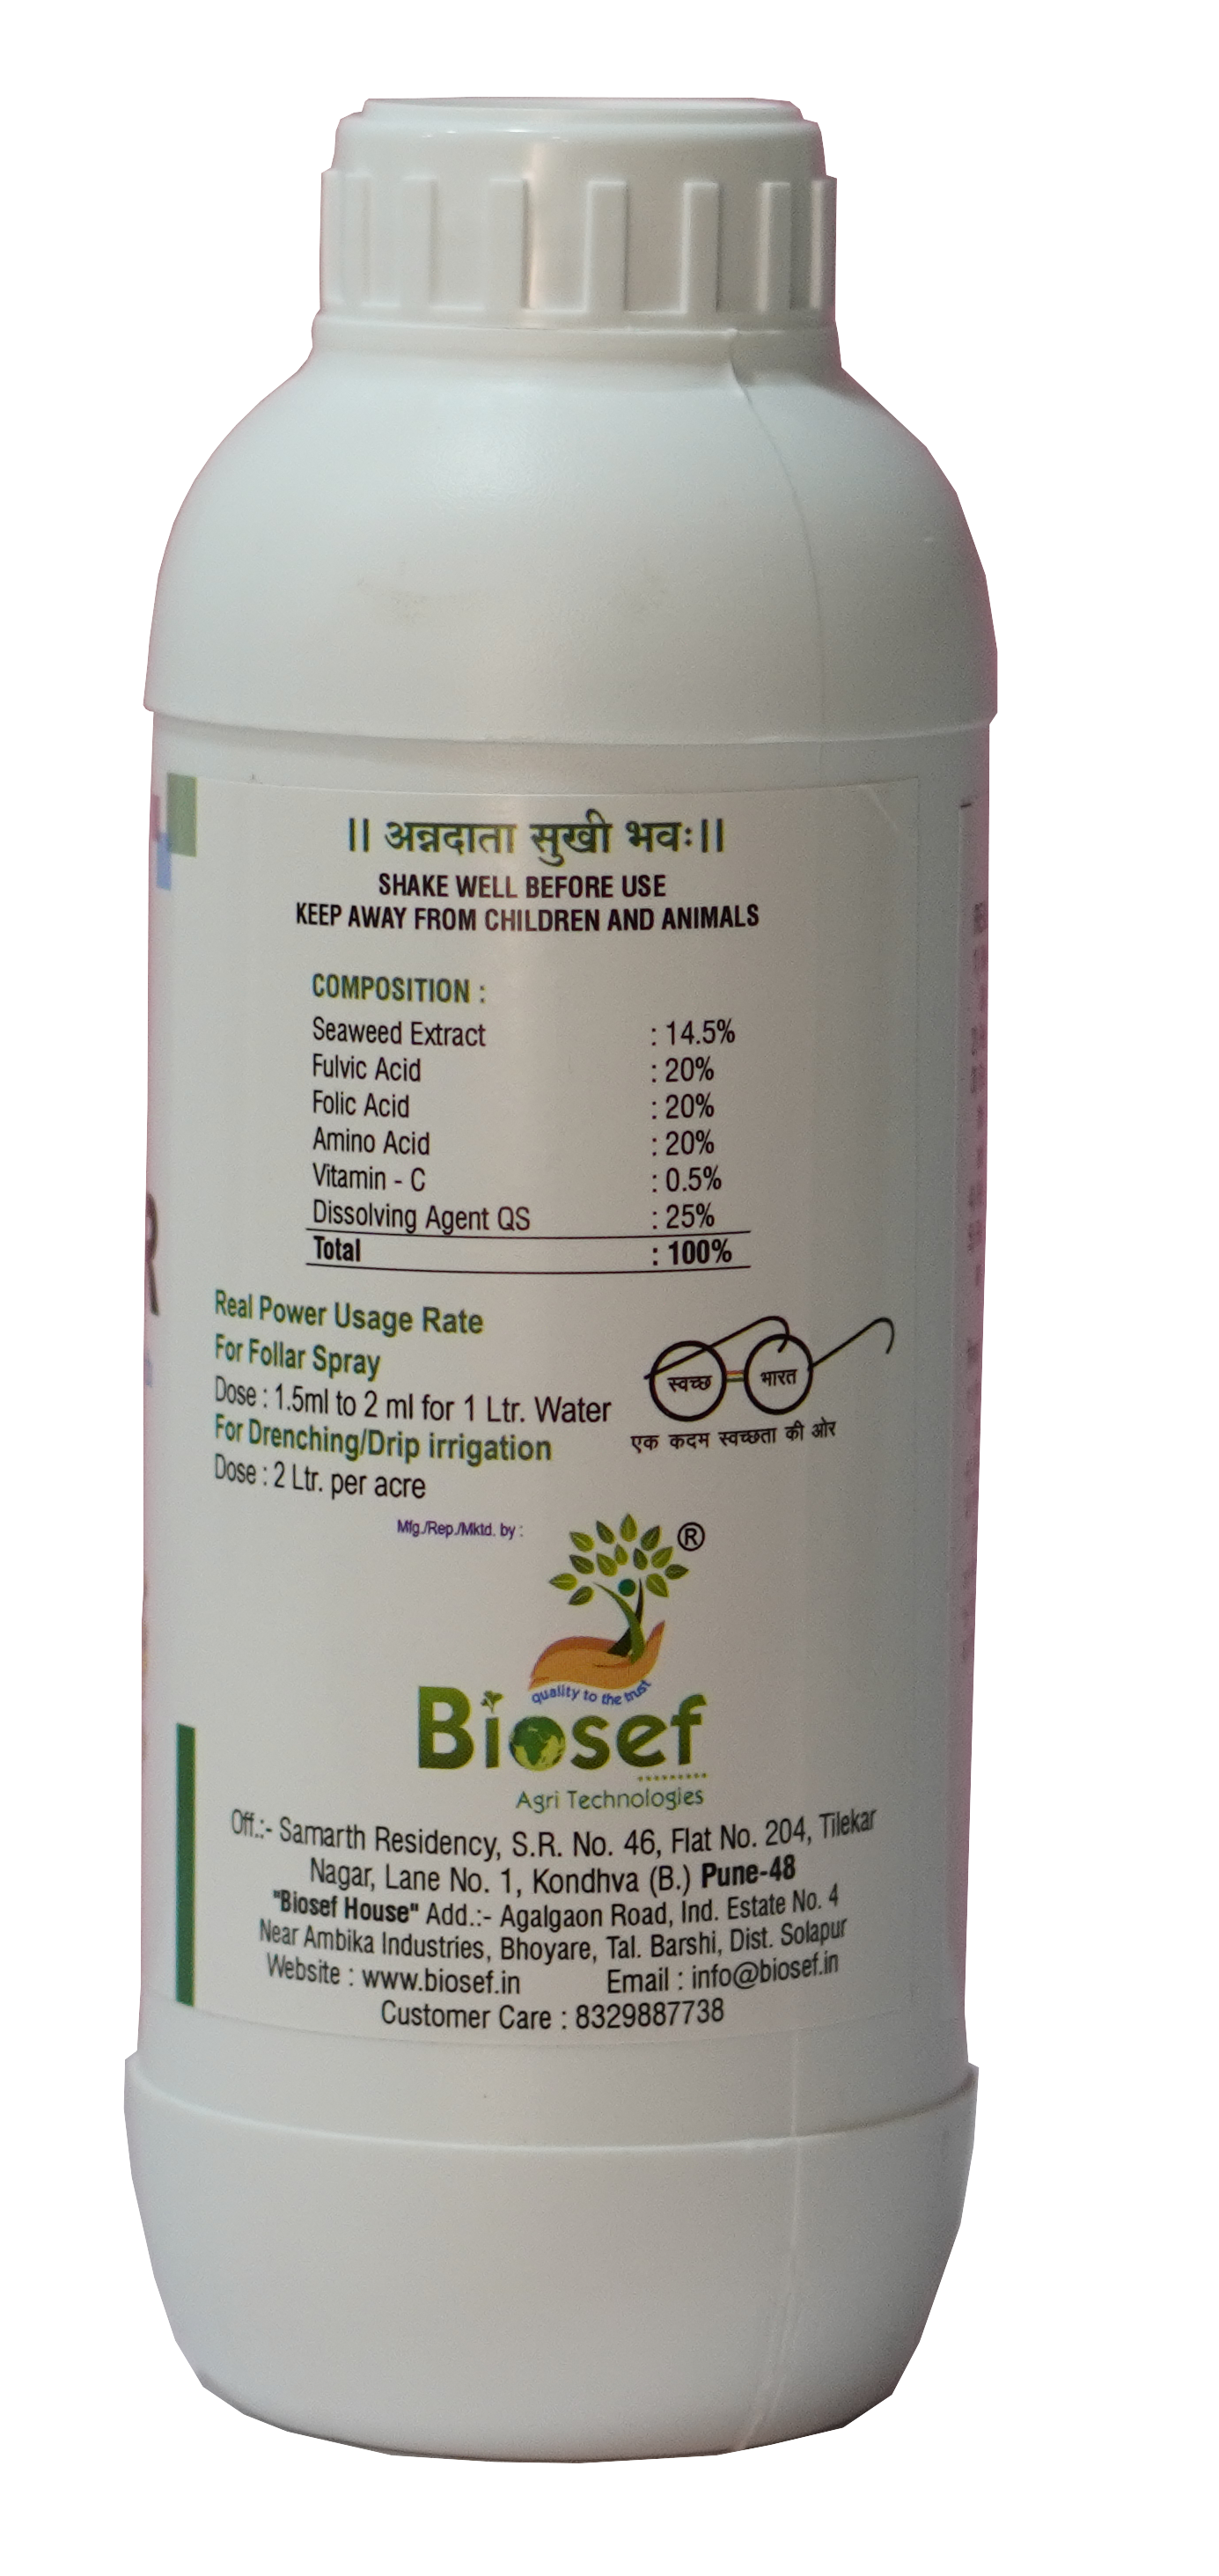 ॥ अन्नदाता सुखी भवः॥
SHAKE WELL BEFORE USE
KEEP AWAY FROM CHILDREN AND ANIMALS
COMPOSITION :
Seaweed Extract : 14.5%
Fulvic Acid : 20%
Folic Acid : 20%
Amino Acid : 20%
Vitamin - C : 0.5%
Dissolving Agent QS : 25%
Total : 100%
Real Power Usage Rate
For Follar Spray
Dose : 1.5ml to 2 ml for 1 Ltr. Water
For Drenching/Drip irrigation
Dose : 2 Ltr. per acre
स्वच्छ भारत
एक कदम स्वच्छता की ओर
Mfg./Rep./Mktd. by :
®
quality to the trust
Biosef
Agri Technologies
Off.:- Samarth Residency, S.R. No. 46, Flat No. 204, Tilekar
Nagar, Lane No. 1, Kondhva (B.) Pune-48
"Biosef House" Add.:- Agalgaon Road, Ind. Estate No. 4
Near Ambika Industries, Bhoyare, Tal. Barshi, Dist. Solapur
Website : www.biosef.in Email : info@biosef.in
Customer Care : 8329887738